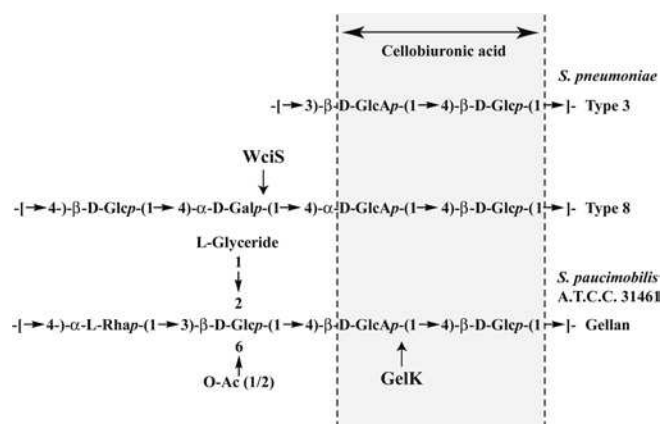 Cellobiuronic acid
S. pneumoniae
-[→3)-β-D-GlcAp-(1→4)-β-D-Glcp-(1→]- Type 3
WciS
-[→4-)-β-D-Glcp-(1→4)-α-D-Galp-(1→4)-α-D-GlcAp-(1→4)-β-D-Glcp-(1→]- Type 8
L-Glyceride
1
2
S. paucimobilis
A.T.C.C. 31461
-[→4-)-α-L-Rhap-(1→3)-β-D-Glcp-(1→4)-β-D-GlcAp-(1→4)-β-D-Glcp-(1→]- Gellan
6
O-Ac (1/2)
GelK